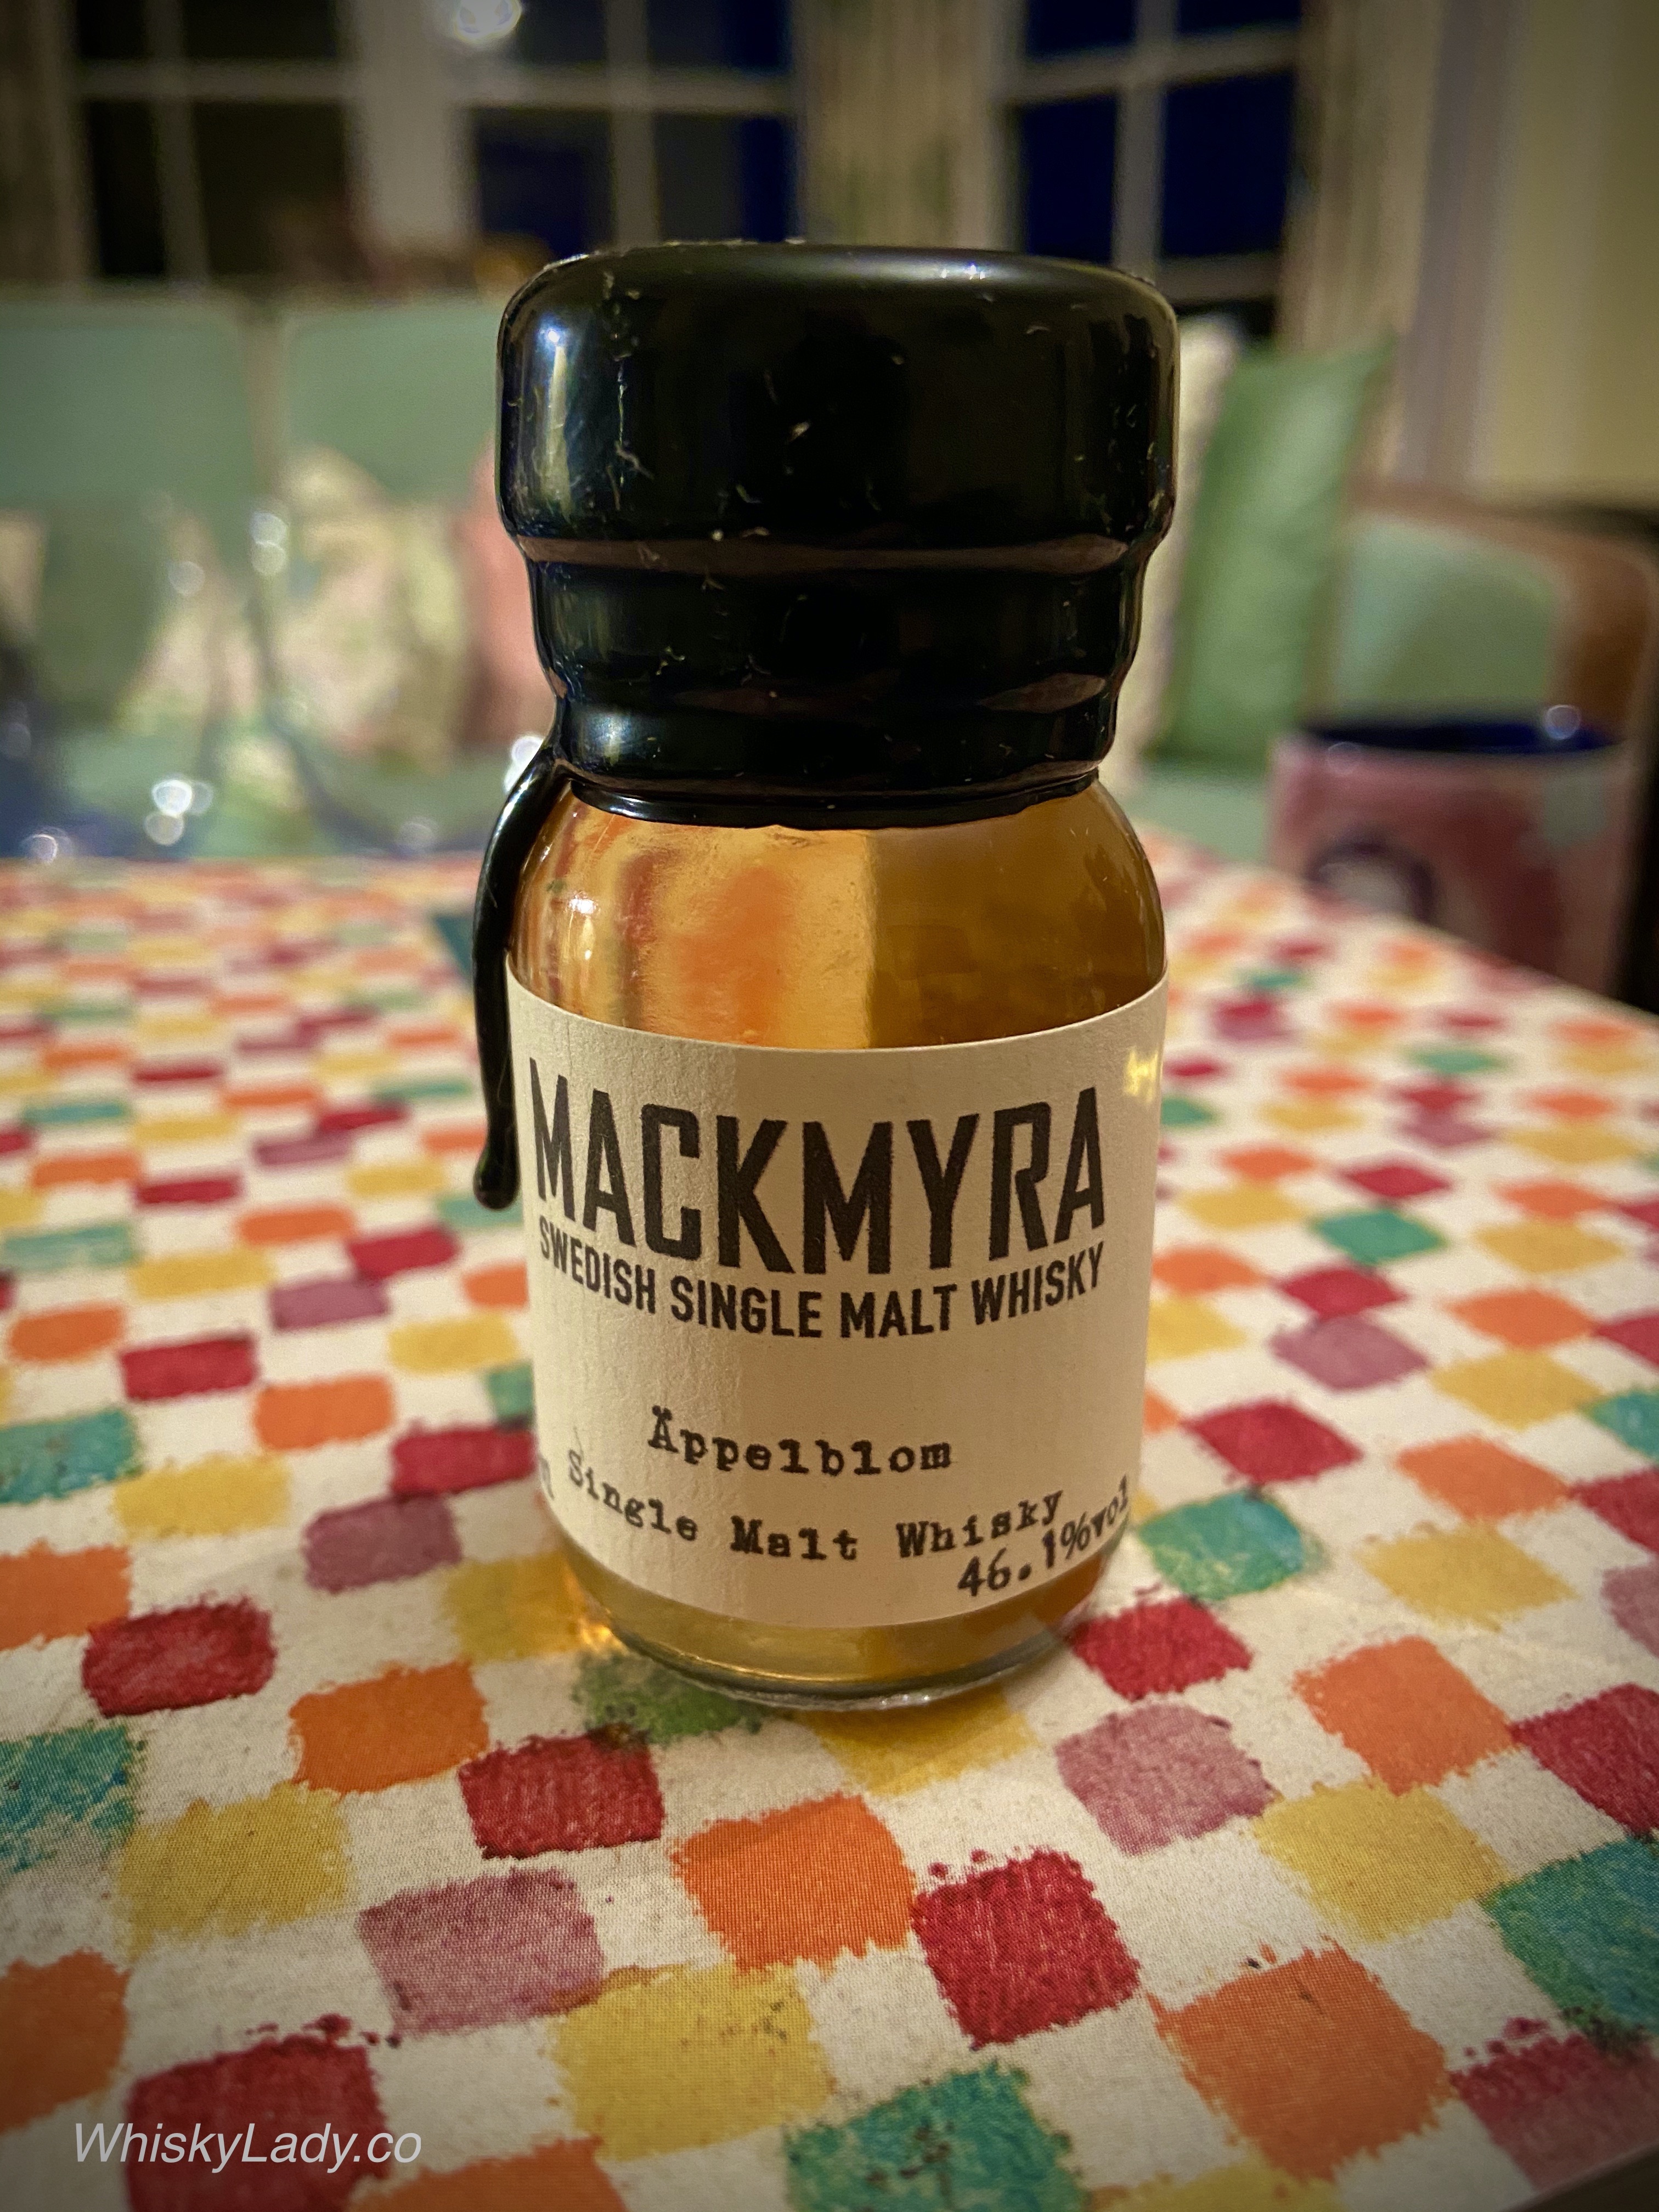 MACKMYRA
SWEDISH SINGLE MALT WHISKY
Äppelblom
Single Malt Whisky
46.1%vol
WhiskyLady.co